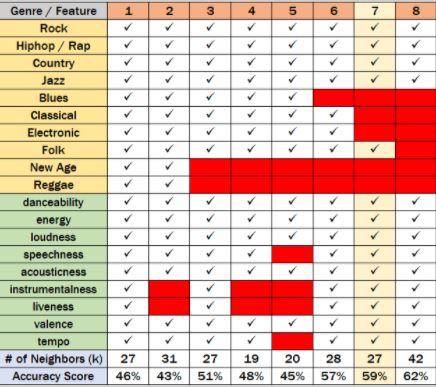 Genre / Feature 1 2 3 4 5 6 7 8
Rock ✓ ✓ ✓ ✓ ✓ ✓ ✓ ✓
Hiphop / Rap ✓ ✓ ✓ ✓ ✓ ✓ ✓ ✓
Country ✓ ✓ ✓ ✓ ✓ ✓ ✓ ✓
Jazz ✓ ✓ ✓ ✓ ✓ ✓ ✓ ✓
Blues ✓ ✓ ✓ ✓ ✓
Classical ✓ ✓ ✓ ✓ ✓ ✓
Electronic ✓ ✓ ✓ ✓ ✓ ✓
Folk ✓ ✓ ✓ ✓ ✓ ✓ ✓
New Age ✓ ✓
Reggae ✓ ✓
danceability ✓ ✓ ✓ ✓ ✓ ✓ ✓ ✓
energy ✓ ✓ ✓ ✓ ✓ ✓ ✓ ✓
loudness ✓ ✓ ✓ ✓ ✓ ✓ ✓ ✓
speechness ✓ ✓ ✓ ✓ ✓ ✓ ✓
acousticness ✓ ✓ ✓ ✓ ✓ ✓ ✓ ✓
instrumentalness ✓ ✓ ✓ ✓ ✓
liveness ✓ ✓ ✓ ✓ ✓
valence ✓ ✓ ✓ ✓ ✓ ✓ ✓ ✓
tempo ✓ ✓ ✓ ✓ ✓ ✓ ✓
# of Neighbors (k) 27 31 27 19 20 28 27 42
Accuracy Score 46% 43% 51% 48% 45% 57% 59% 62%